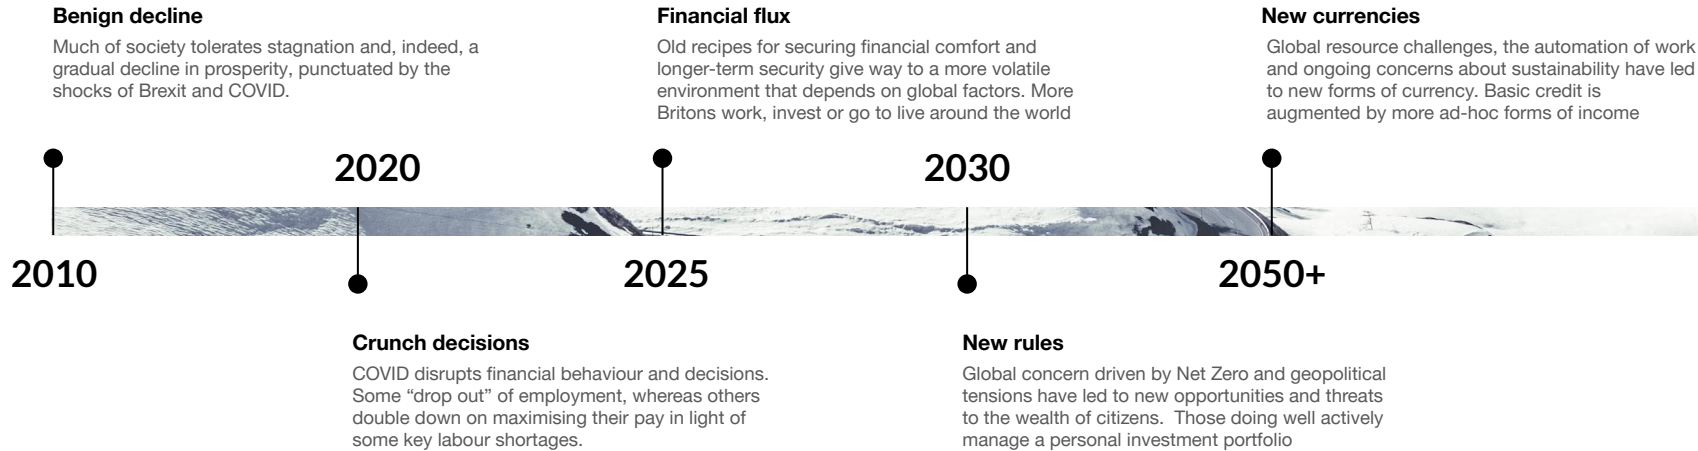 Benign decline
Much of society tolerates stagnation and, indeed, a
gradual decline in prosperity, punctuated by the
shocks of Brexit and COVID.
Financial flux
Old recipes for securing financial comfort and
longer-term security give way to a more volatile
environment that depends on global factors. More
Britons work, invest or go to live around the world
New currencies
Global resource challenges, the automation of work
and ongoing concerns about sustainability have led
to new forms of currency. Basic credit is
augmented by more ad-hoc forms of income
2020
2030
2010
2025
2050+
Crunch decisions
COVID disrupts financial behaviour and decisions.
Some “drop out” of employment, whereas others
double down on maximising their pay in light of
some key labour shortages.
New rules
Global concern driven by Net Zero and geopolitical
tensions have led to new opportunities and threats
to the wealth of citizens.  Those doing well actively
manage a personal investment portfolio